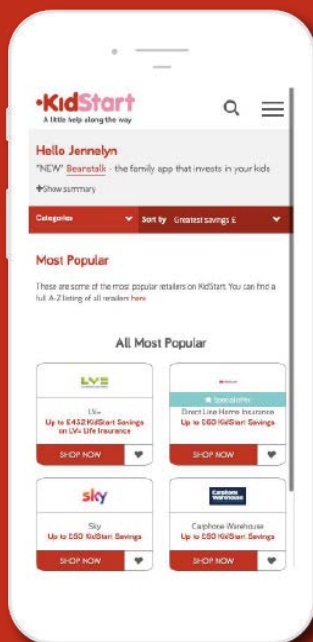 KidStart
A little help along the way
Hello Jennelyn
"NEW" Beanstalk - the family app that invests in your kids
+Show summary
Categories
Sort by Greatest savings £
Most Popular
These are some of the most popular retailers on KidStart. You can find a
full A-Z listing of all retailers here
All Most Popular
LV=
LV=
Up to £432 KidStart Savings
on LV= Life Insurance
SHOP NOW
Special offer
Direct Line Home Insurance
Up to £60 KidStart Savings
SHOP NOW
sky
Sky
Up to £50 KidStart Savings
SHOP NOW
Carphone
Warehouse
Carphone Warehouse
Up to £50 KidStart Savings
SHOP NOW